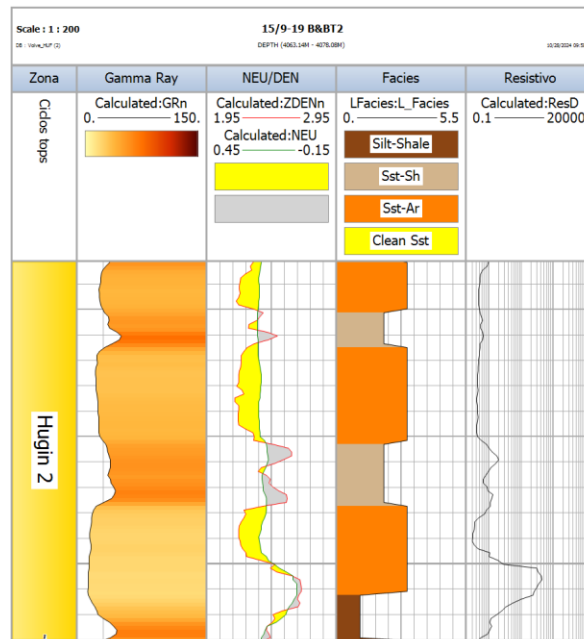 Scale : 1 : 200
15/9-19 B&BT2
DB : Volve_HUF (2)
DEPTH (4063.14M - 4078.08M)
Zona
Gamma Ray
NEU/DEN
Facies
Resistivo
Ciclos tops
Calculated:GRn
0.
150.
Calculated:ZDENn
1.95
2.95
Calculated:NEU
0.45
-0.15
LFacies:L_Facies
0.
5.5
Silt-Shale
Sst-Sh
Sst-Ar
Clean Sst
Calculated:ResD
0.1
20000
Hugin 2